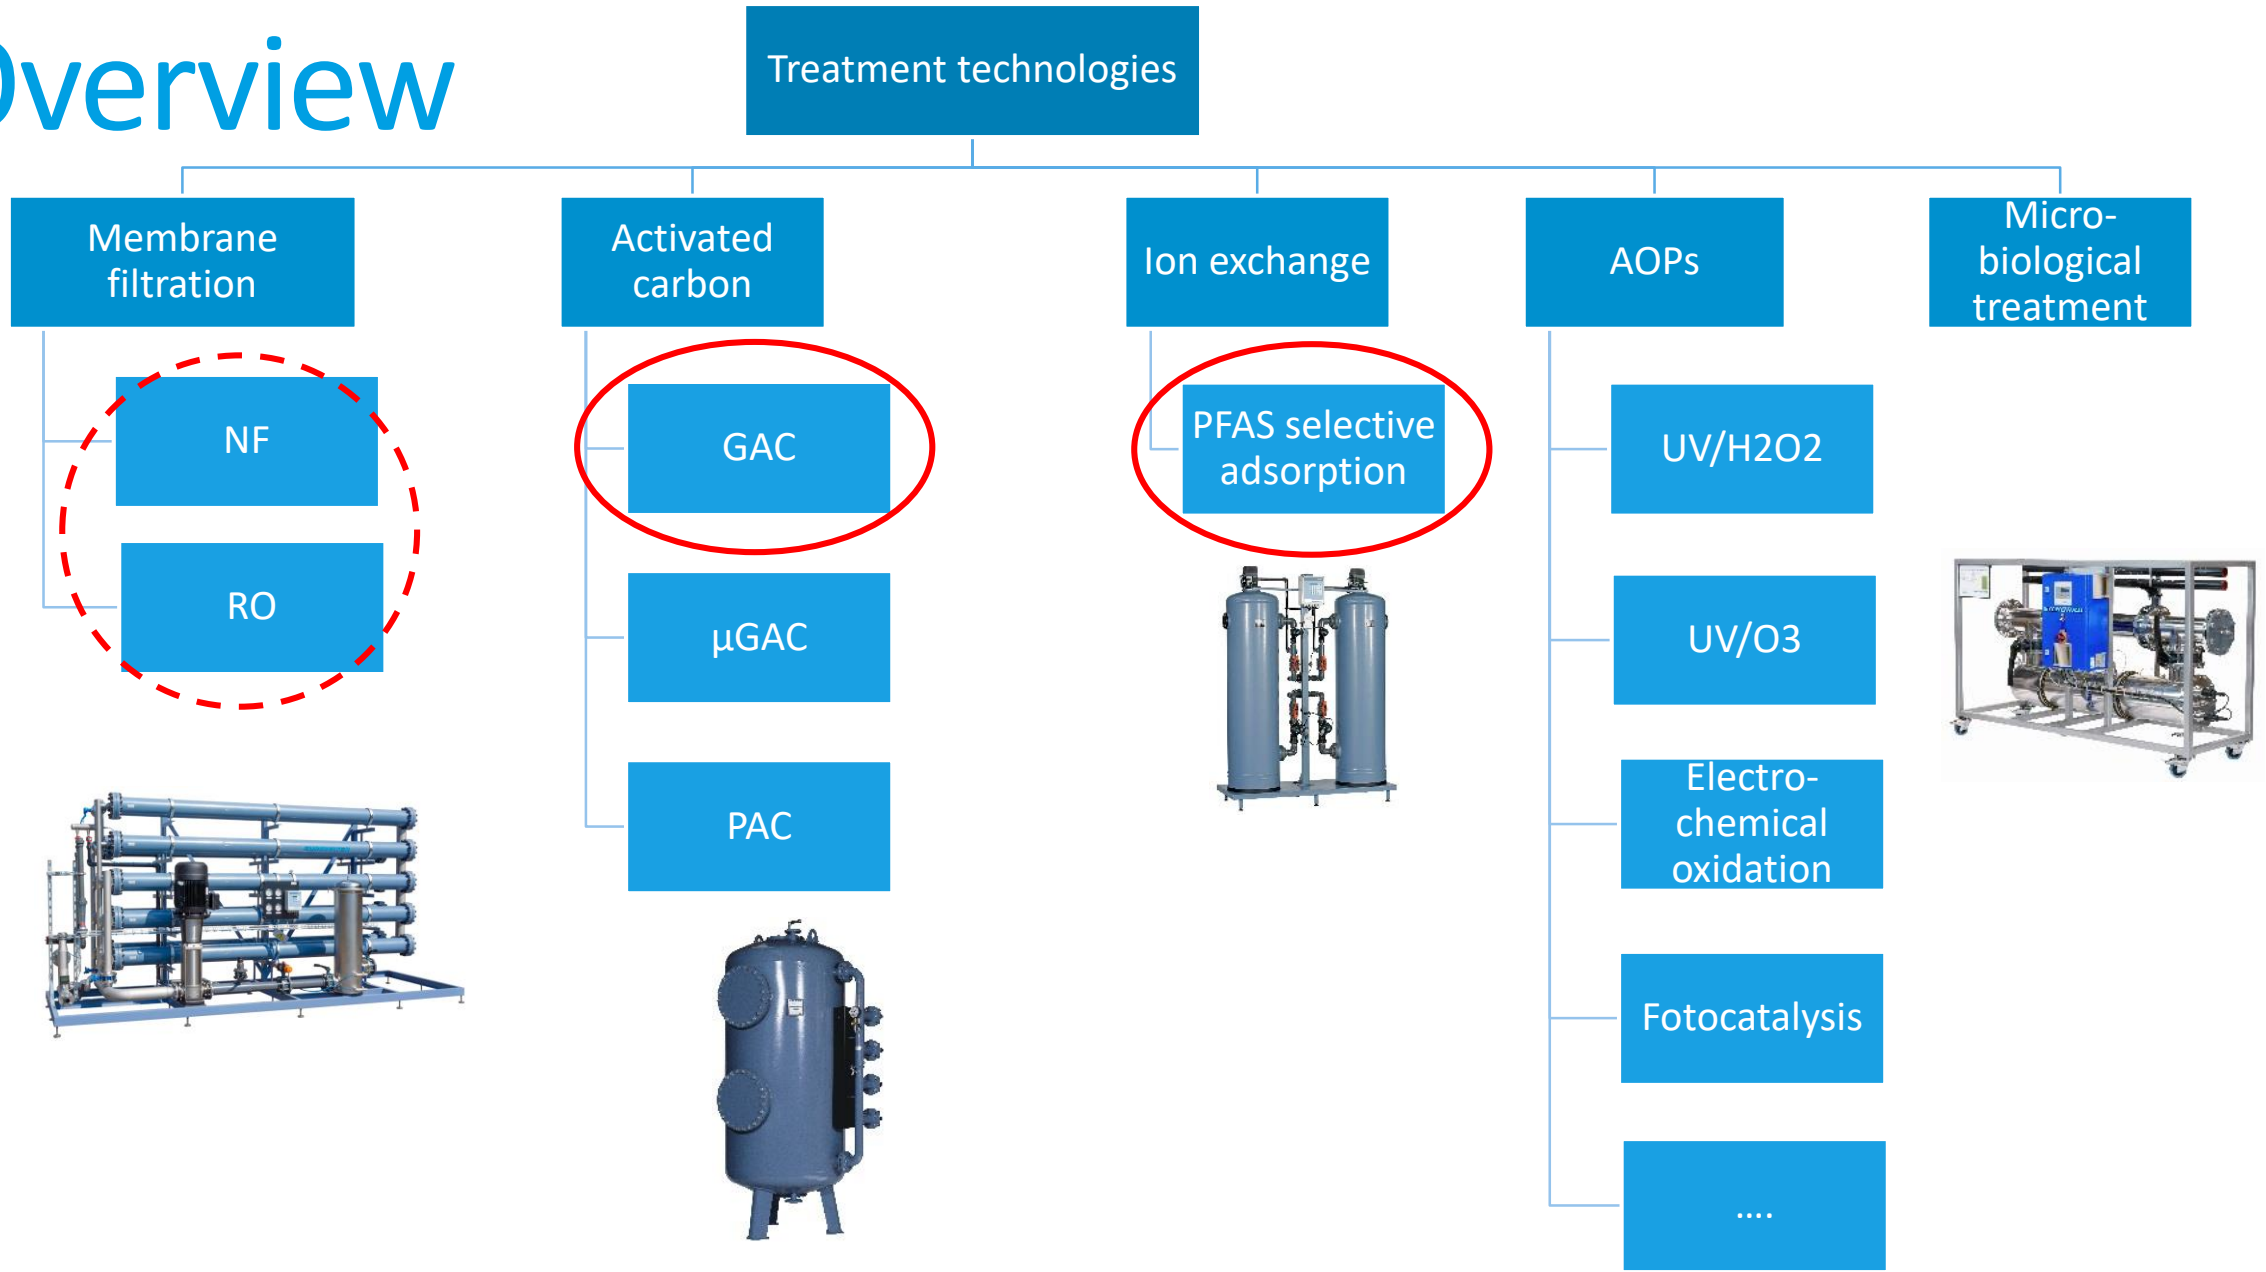 Overview
Treatment technologies
Membrane
filtration
Activated
carbon
Ion exchange
AOPs
Micro-
biological
treatment
NF
RO
GAC
µGAC
PAC
PFAS selective
adsorption
UV/H2O2
UV/O3
Electro-
chemical
oxidation
Fotocatalysis
....